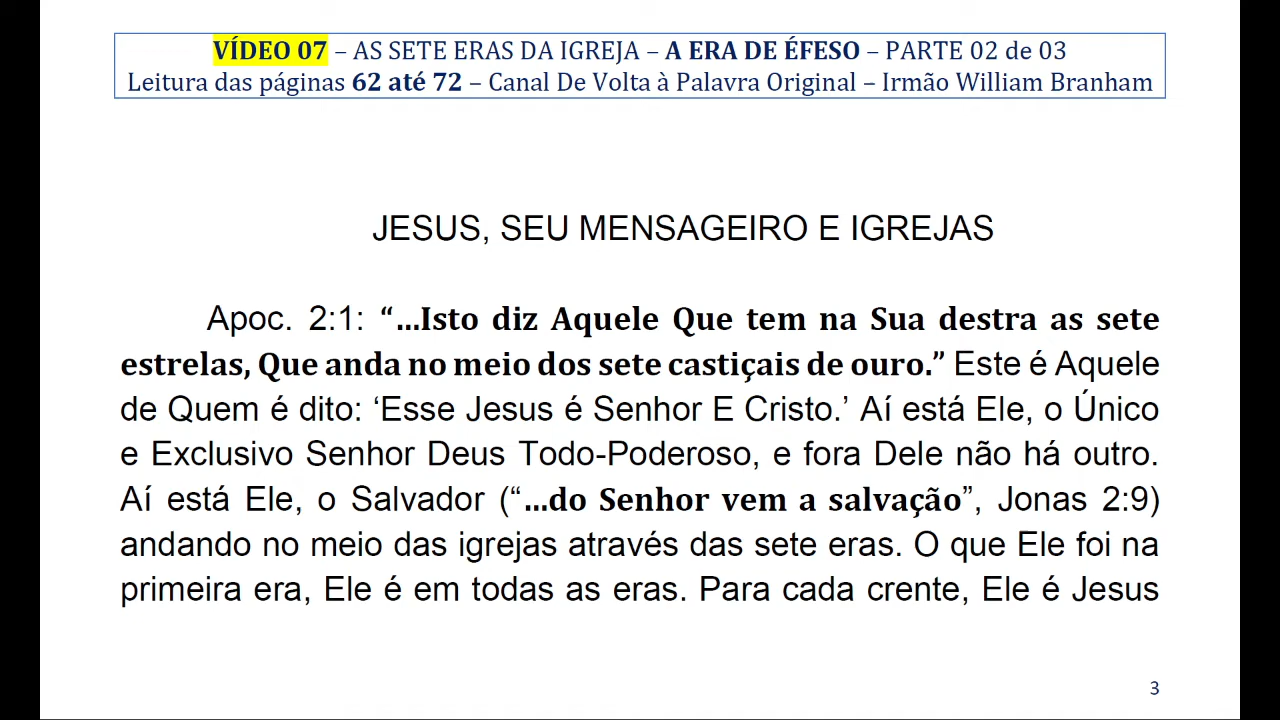 VÍDEO 07 – AS SETE ERAS DA IGREJA – A ERA DE ÉFESO – PARTE 02 de 03
Leitura das páginas 62 até 72 – Canal De Volta à Palavra Original – Irmão William Branham
JESUS, SEU MENSAGEIRO E IGREJAS
Apoc. 2:1: “...Isto diz Aquele Que tem na Sua destra as sete
estrelas, Que anda no meio dos sete castiçais de ouro.” Este é Aquele
de Quem é dito: ‘Esse Jesus é Senhor E Cristo.’ Aí está Ele, o Único
e Exclusivo Senhor Deus Todo-Poderoso, e fora Dele não há outro.
Aí está Ele, o Salvador (“...do Senhor vem a salvação”, Jonas 2:9)
andando no meio das igrejas através das sete eras. O que Ele foi na
primeira era, Ele é em todas as eras. Para cada crente, Ele é Jesus
3